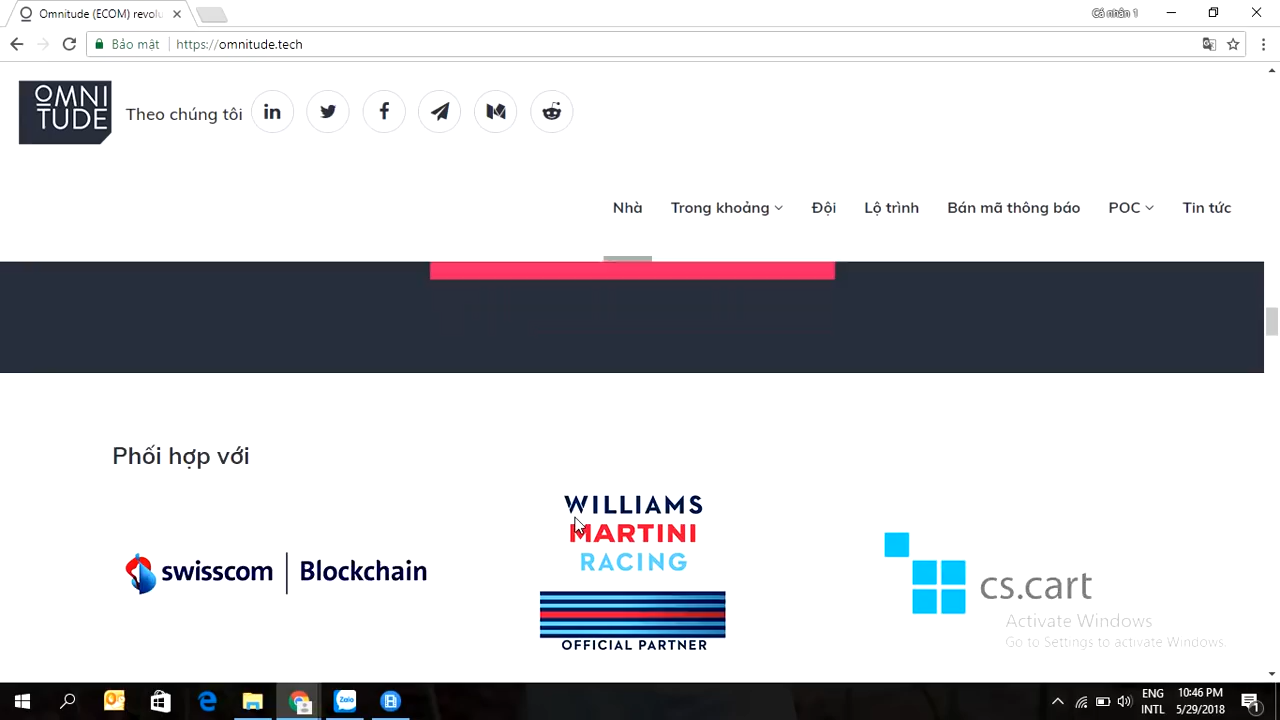 Omnitude (ECOM) revolu
Cá nhân 1
Bảo mật
https://omnitude.tech
OMNI
TUDE
Theo chúng tôi
Nhà
Trong khoảng
Đội
Lộ trình
Bán mã thông báo
POC
Tin tức
Phối hợp với
swisscom | Blockchain
WILLIAMS
MARTINI
RACING
OFFICIAL PARTNER
cs.cart
Activate Windows
Go to Settings to activate Windows.
Zalo
ENG
INTL
10:46 PM
5/29/2018
1